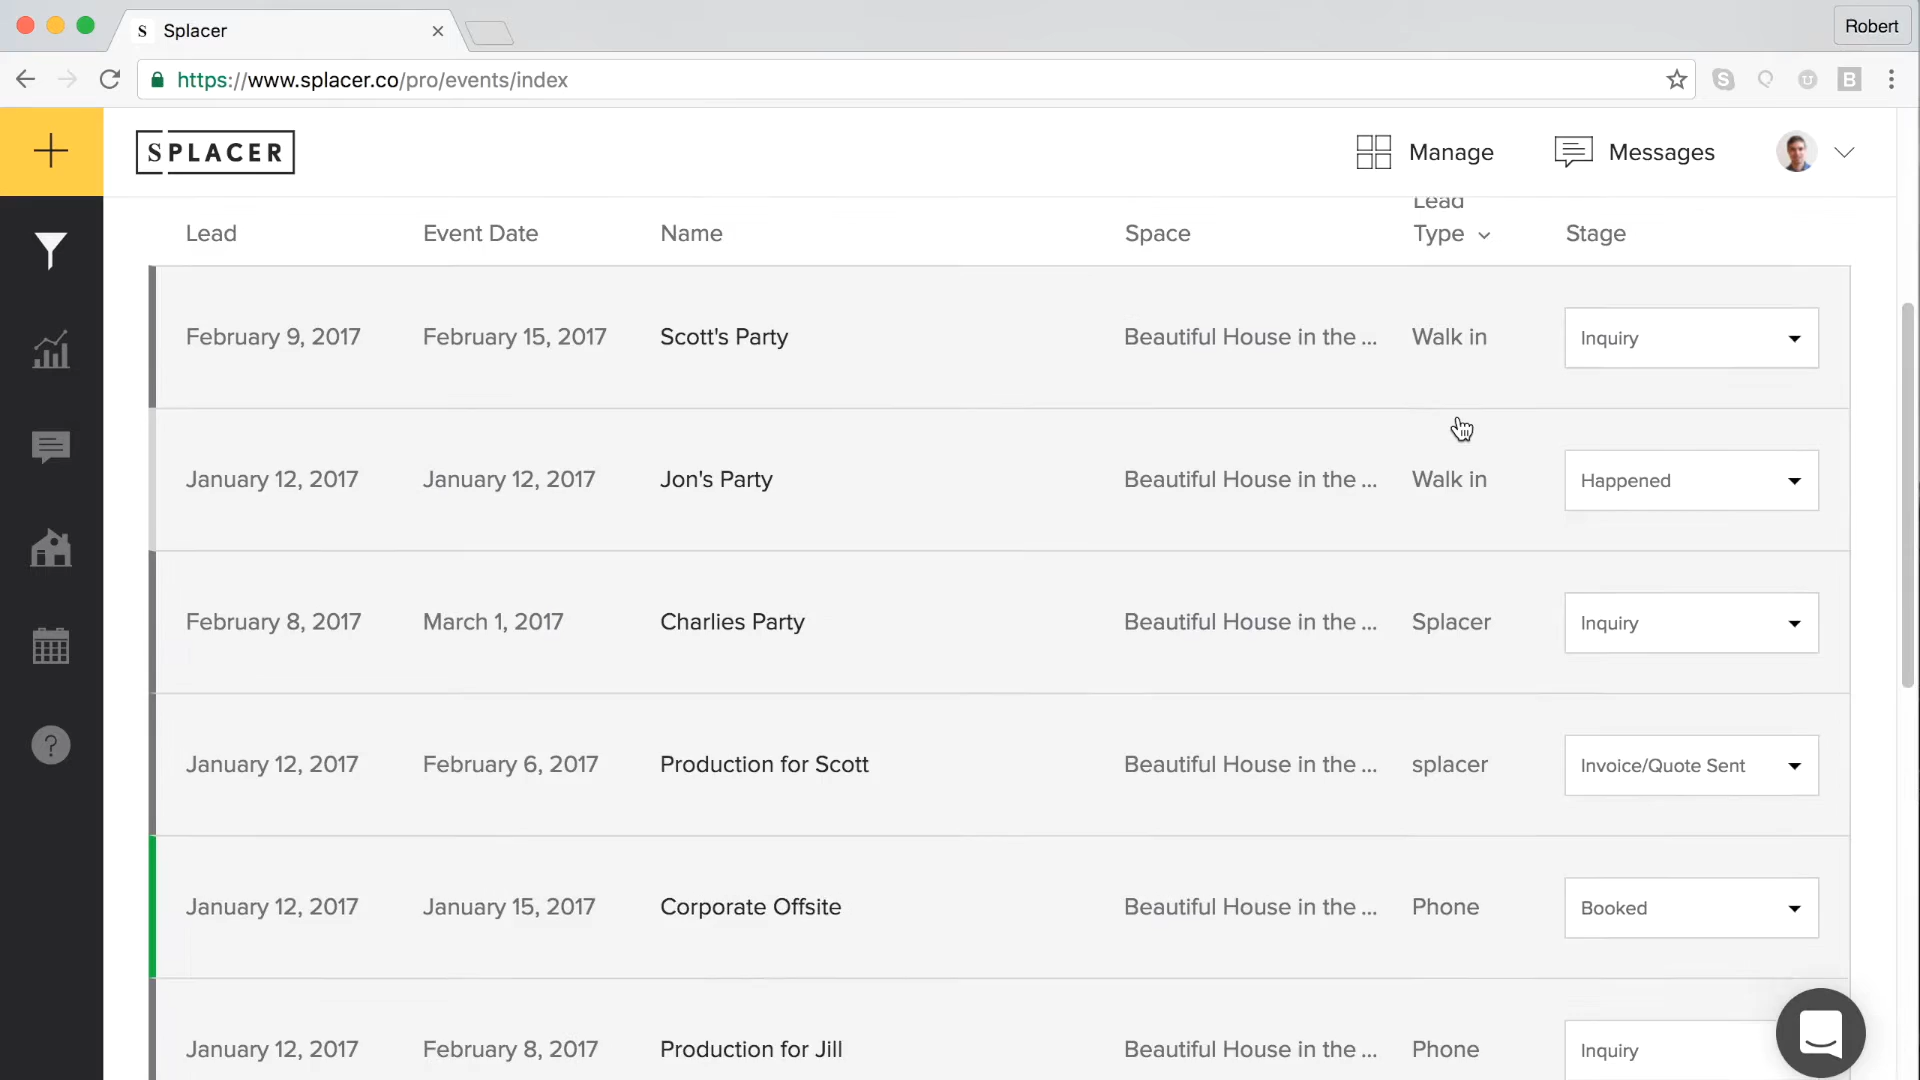 S Splacer
Robert
https://www.splacer.co/pro/events/index
SPLACER
Manage
Messages
Lead
Event Date
Name
Space
Lead
Type
Stage
February 9, 2017 February 15, 2017 Scott's Party Beautiful House in the ... Walk in Inquiry
January 12, 2017 January 12, 2017 Jon's Party Beautiful House in the ... Walk in Happened
February 8, 2017 March 1, 2017 Charlies Party Beautiful House in the ... Splacer Inquiry
January 12, 2017 February 6, 2017 Production for Scott Beautiful House in the ... splacer Invoice/Quote Sent
January 12, 2017 January 15, 2017 Corporate Offsite Beautiful House in the ... Phone Booked
January 12, 2017 February 8, 2017 Production for Jill Beautiful House in the ... Phone Inquiry